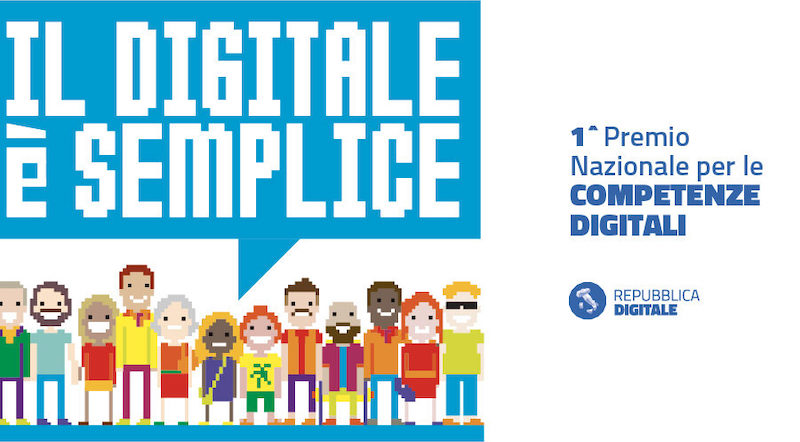 IL DIGITALE
è SEMPLICE
1^ Premio
Nazionale per le
COMPETENZE
DIGITALI
REPUBBLICA
DIGITALE